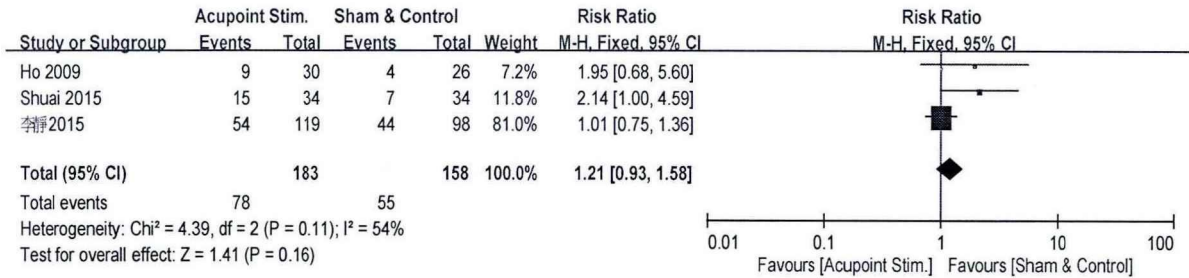 Acupoint Stim. Sham & Control Risk Ratio Risk Ratio
Study or Subgroup Events Total Events Total Weight M-H, Fixed, 95% CI M-H, Fixed, 95% CI
Ho 2009 9 30 4 26 7.2% 1.95 [0.68, 5.60]
Shuai 2015 15 34 7 34 11.8% 2.14 [1.00, 4.59]
李靜2015 54 119 44 98 81.0% 1.01 [0.75, 1.36]
Total (95% CI) 183 158 100.0% 1.21 [0.93, 1.58]
Total events 78 55
Heterogeneity: Chi² = 4.39, df = 2 (P = 0.11); I² = 54%
Test for overall effect: Z = 1.41 (P = 0.16)
0.01 0.1 1 10 100
Favours [Acupoint Stim.] Favours [Sham & Control]